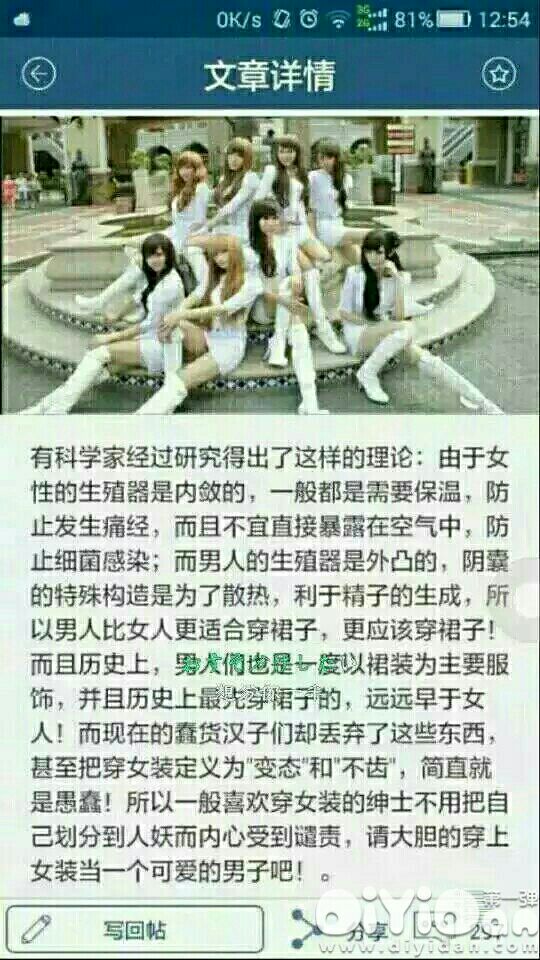 0K/s 3G 2G 81% 12:54
文章详情
有科学家经过研究得出了这样的理论：由于女
性的生殖器是内敛的，一般都是需要保温，防
止发生痛经，而且不宜直接暴露在空气中，防
止细菌感染；而男人的生殖器是外凸的，阴囊
的特殊构造是为了散热，利于精子的生成，所
以男人比女人更适合穿裙子，更应该穿裙子！
而且历史上，男人们也是一度以裙装为主要服
饰，并且历史上最先穿裙子的，远远早于女
人！而现在的蠢货汉子们却丢弃了这些东西，
甚至把穿女装定义为"变态"和"不齿"，简直就
是愚蠢！所以一般喜欢穿女装的绅士不用把自
己划分到人妖而内心受到谴责，请大胆的穿上
女装当一个可爱的男子吧！。
写回帖
分享
第一弹
DiYiDan
www.diyidan.com